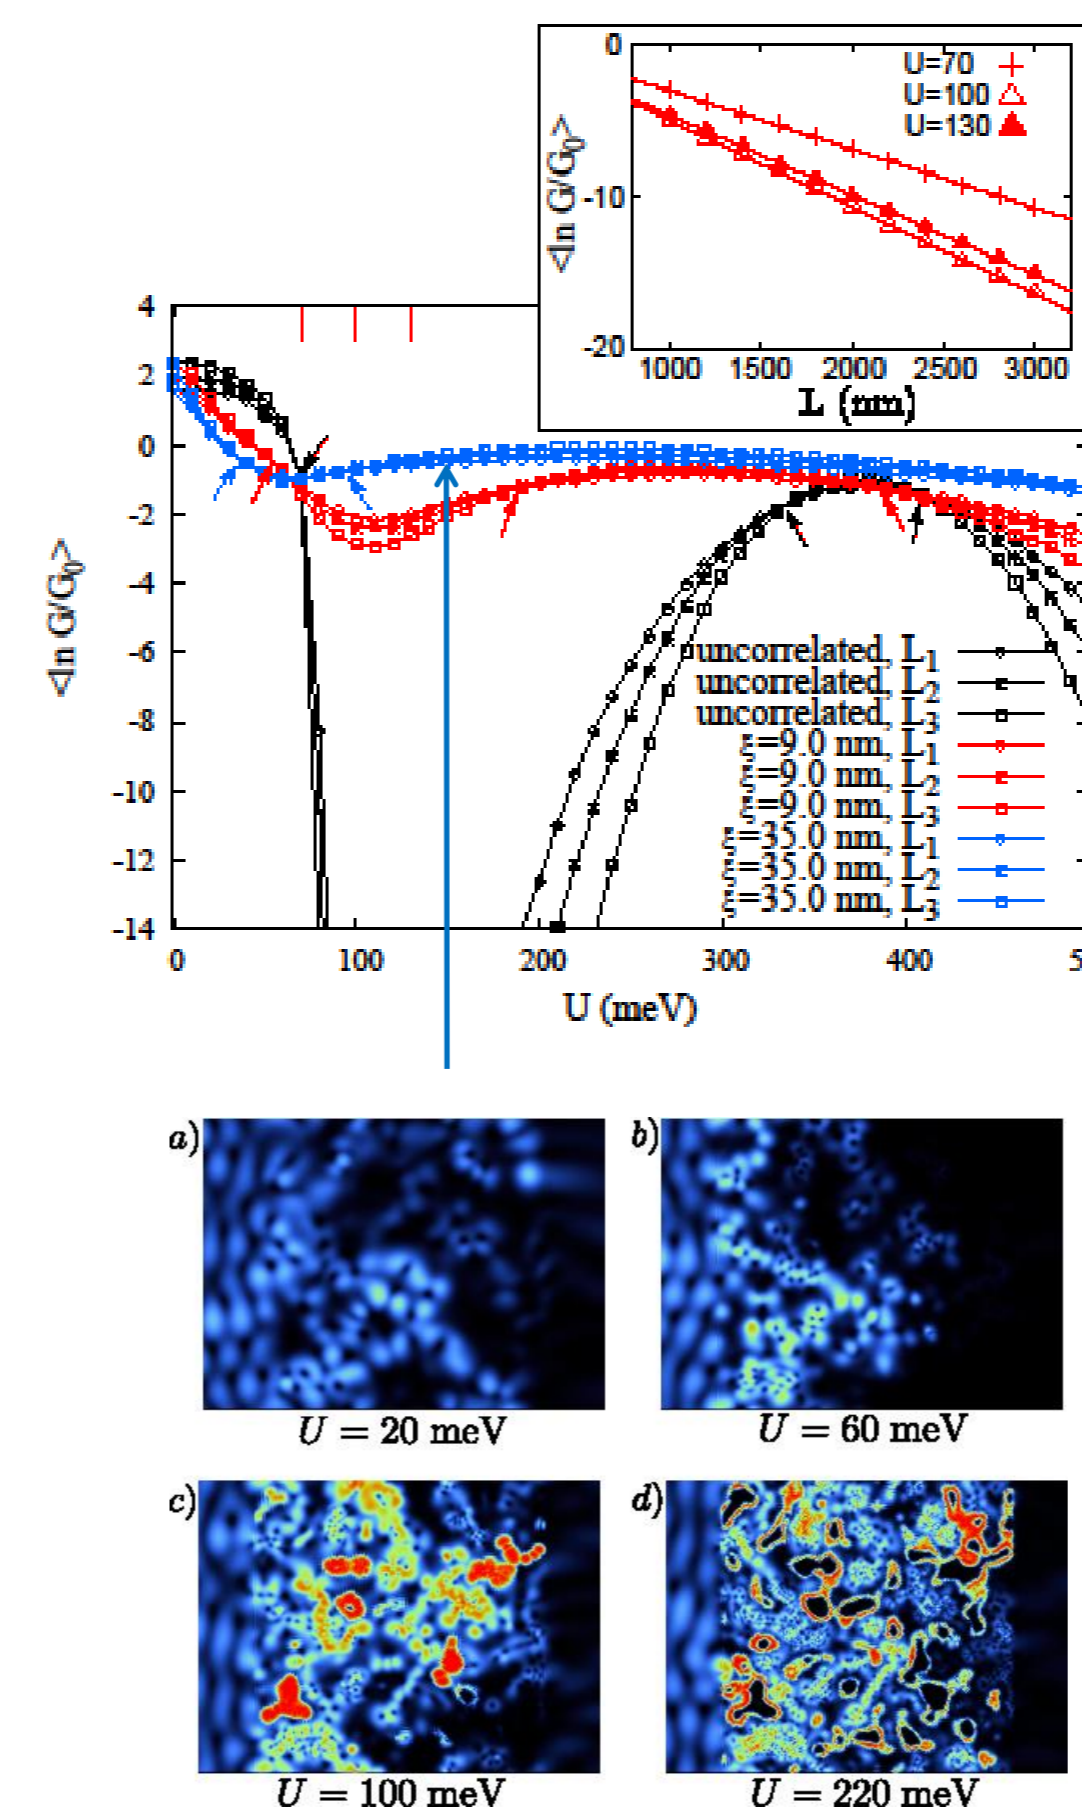 0
-10
-20
<ln G/G0>
U=70
U=100
U=130
1000 1500 2000 2500 3000
L (nm)
4
2
0
-2
-4
-6
-8
-10
-12
-14
<ln G/G0>
uncorrelated, L1
uncorrelated, L2
uncorrelated, L3
ξ=9.0 nm, L1
ξ=9.0 nm, L2
ξ=9.0 nm, L3
ξ=35.0 nm, L1
ξ=35.0 nm, L2
ξ=35.0 nm, L3
0 100 200 300 400
U (meV)
a)
b)
U = 20 meV
U = 60 meV
c)
d)
U = 100 meV
U = 220 meV